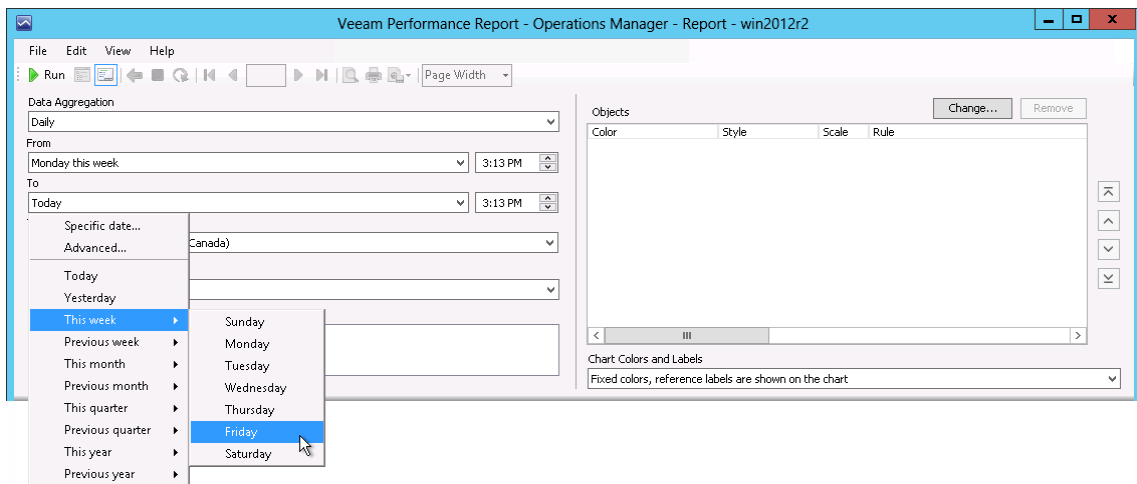 Veeam Performance Report - Operations Manager - Report - win2012r2
File Edit View Help
Run Page Width
Data Aggregation
Daily
From
Monday this week 3:13 PM
To
Today 3:13 PM
Specific date...
Advanced... Canada)
Today
Yesterday
This week
Previous week
This month
Previous month
This quarter
Previous quarter
This year
Previous year
Sunday
Monday
Tuesday
Wednesday
Thursday
Friday
Saturday
Objects Change... Remove
Color Style Scale Rule
Chart Colors and Labels
Fixed colors, reference labels are shown on the chart